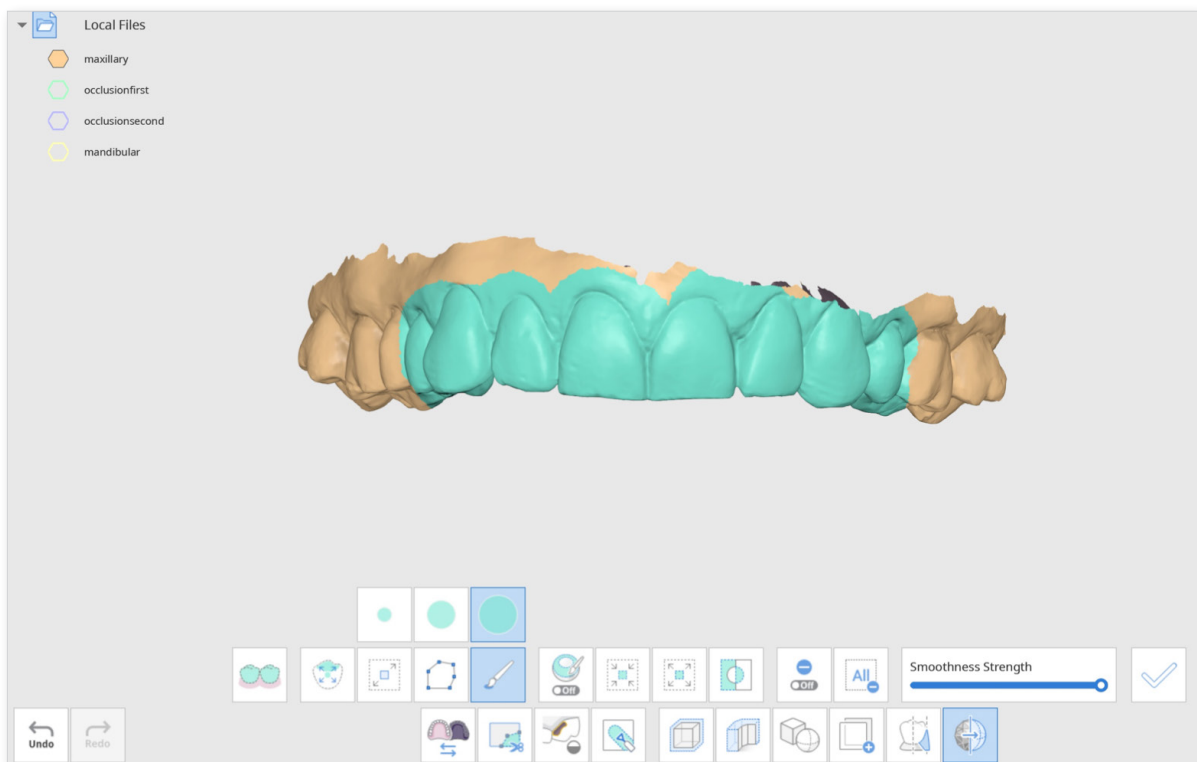 Local Files
maxillary
occlusionfirst
occlusionsecond
mandibular
Off
Off
All
Smoothness Strength
Undo
Redo